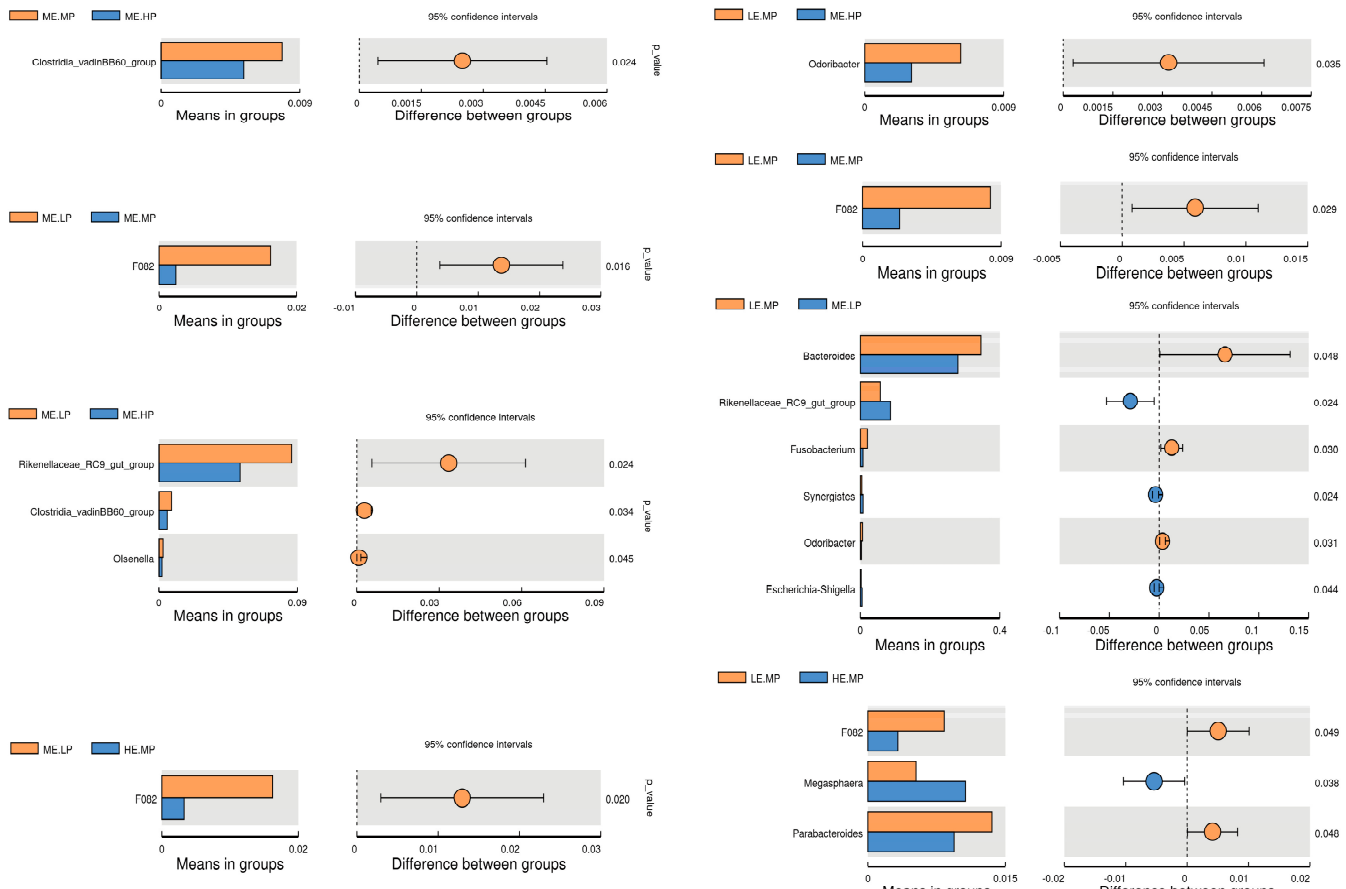 ME.MP ME.HP 95% confidence intervals
Clostridia_vadinBB60_group 0.024 p_value
0 0.009 0 0.0015 0.003 0.0045 0.006
Means in groups Difference between groups
ME.LP ME.MP 95% confidence intervals
F082 0.016 p_value
0 0.02 -0.01 0 0.01 0.02 0.03
Means in groups Difference between groups
ME.LP ME.HP 95% confidence intervals
Rikenellaceae_RC9_gut_group 0.024
Clostridia_vadinBB60_group 0.034 p_value
Olsenella 0.045
0 0.09 0 0.03 0.06 0.09
Means in groups Difference between groups
ME.LP HE.MP 95% confidence intervals
F082 0.020 p_value
0 0.02 0 0.01 0.02 0.03
Means in groups Difference between groups
LE.MP ME.HP 95% confidence intervals
Odoribacter 0.035
0 0.009 0 0.0015 0.003 0.0045 0.006 0.0075
Means in groups Difference between groups
LE.MP ME.MP 95% confidence intervals
F082 0.029
0 0.009 -0.005 0 0.005 0.01 0.015
Means in groups Difference between groups
LE.MP ME.LP 95% confidence intervals
Bacteroides 0.048
Rikenellaceae_RC9_gut_group 0.024
Fusobacterium 0.030
Synergistes 0.024
Odoribacter 0.031
Escherichia-Shigella 0.044
0 0.4 0.1 0.05 0 0.05 0.1 0.15
Means in groups Difference between groups
LE.MP HE.MP 95% confidence intervals
F082 0.049
Megasphaera 0.038
Parabacteroides 0.048
0 0.015 -0.02 -0.01 0 0.01 0.02
Means in groups Difference between groups